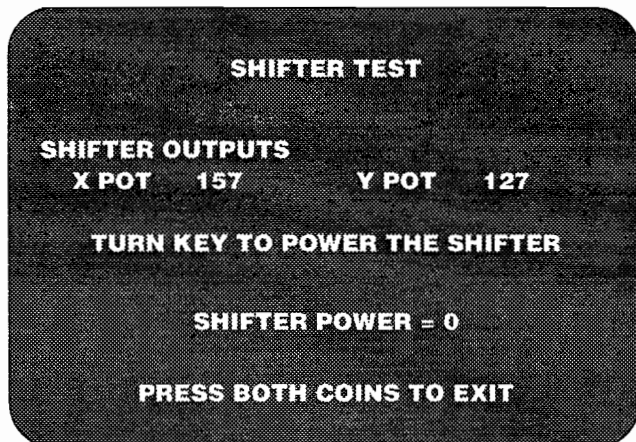 SHIFTER TEST
SHIFTER OUTPUTS
X POT 157 Y POT 127
TURN KEY TO POWER THE SHIFTER
SHIFTER POWER = 0
PRESS BOTH COINS TO EXIT